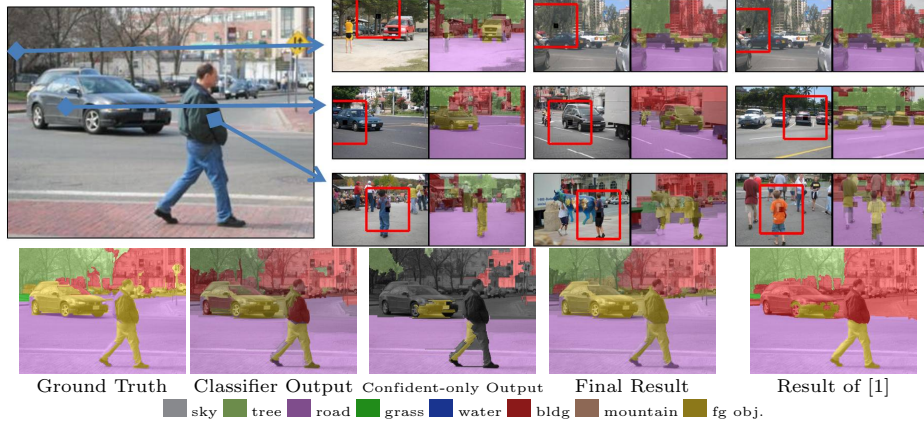 Ground Truth Classifier Output Confident-only Output Final Result Result of [1]
sky tree road grass water bldg mountain fg obj.